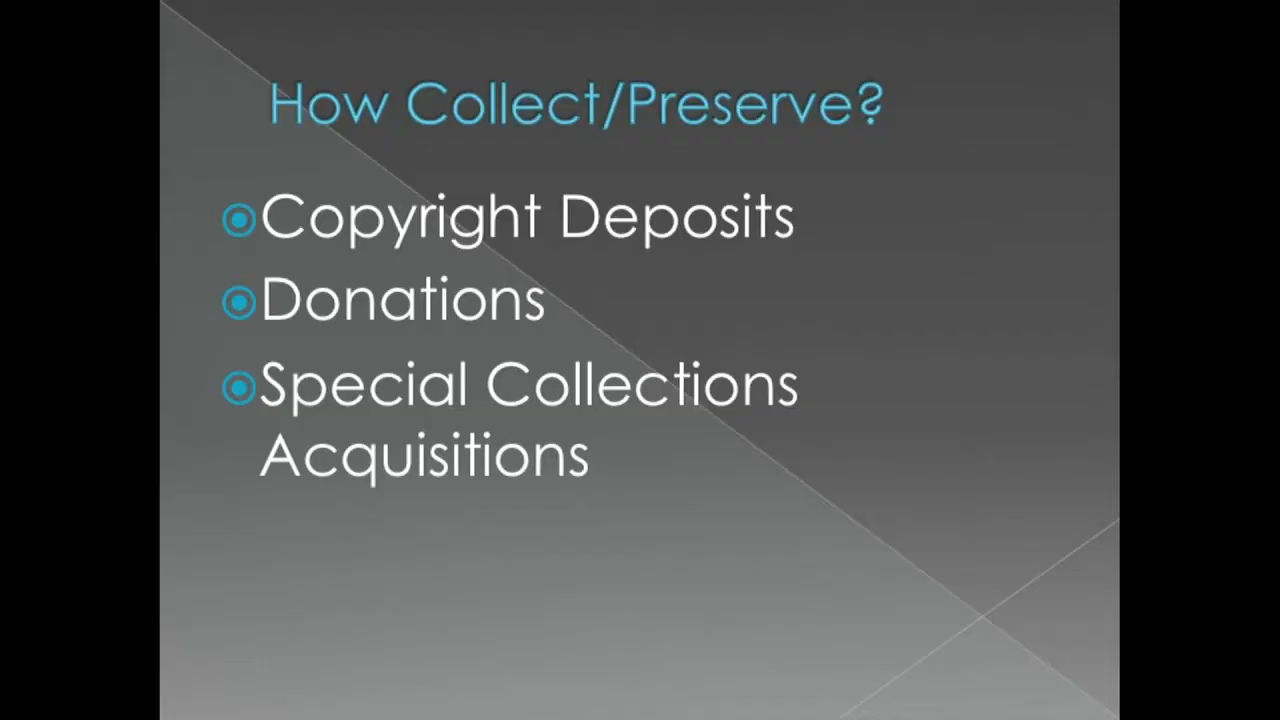 How Collect/Preserve?
Copyright Deposits
Donations
Special Collections
Acquisitions